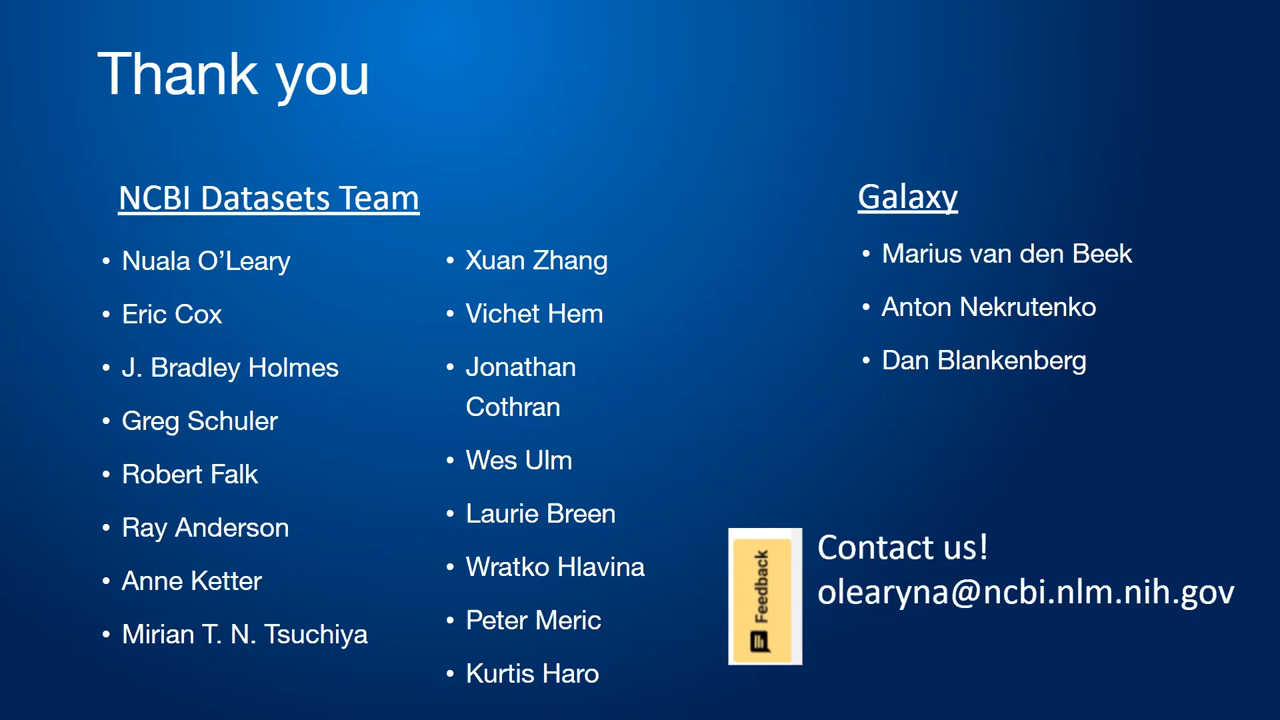 Thank you
NCBI Datasets Team
• Nuala O’Leary
• Eric Cox
• J. Bradley Holmes
• Greg Schuler
• Robert Falk
• Ray Anderson
• Anne Ketter
• Mirian T. N. Tsuchiya
• Xuan Zhang
• Vichet Hem
• Jonathan
Cothran
• Wes Ulm
• Laurie Breen
• Wratko Hlavina
• Peter Meric
• Kurtis Haro
Galaxy
• Marius van den Beek
• Anton Nekrutenko
• Dan Blankenberg
Feedback
Contact us!
olearyna@ncbi.nlm.nih.gov